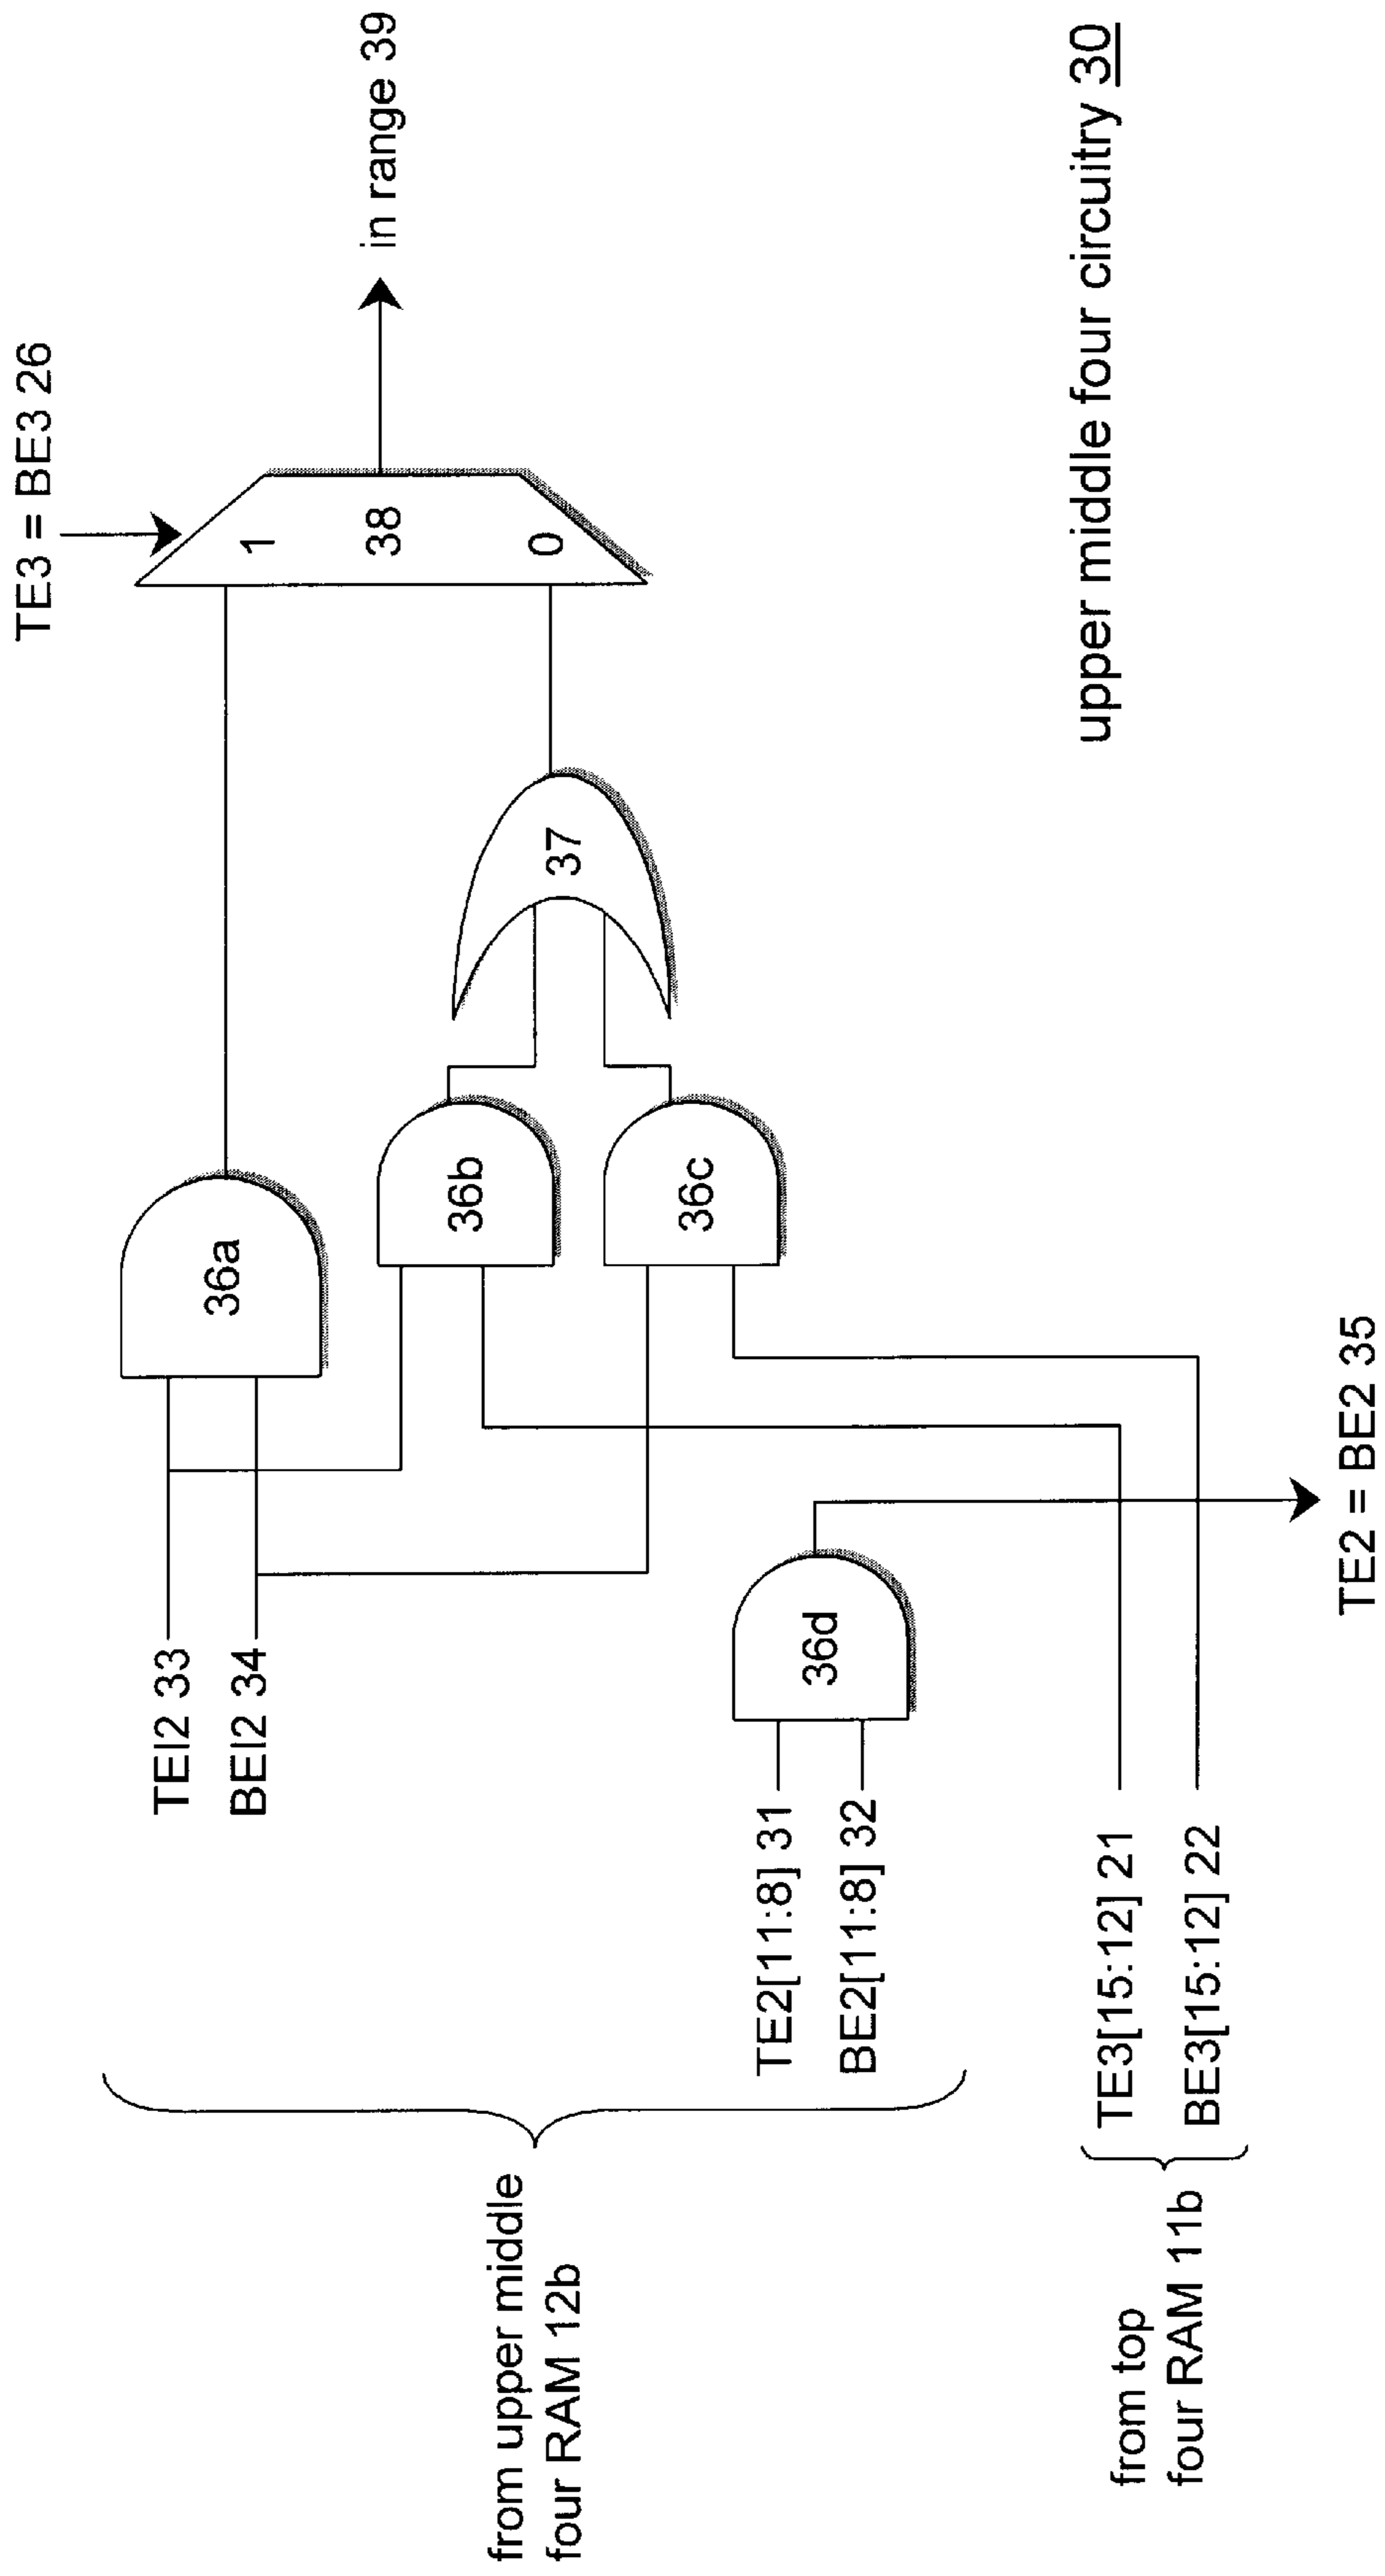 TE3 = BE3 26
in range 39
1
38
0
37
36a
36b
36c
TEI2 33
BEI2 34
36d
TE2[11:8] 31
BE2[11:8] 32
TE2 = BE2 35
TE3[15:12] 21
BE3[15:12] 22
from upper middle
four RAM 12b
from top
four RAM 11b
upper middle four circuitry 30